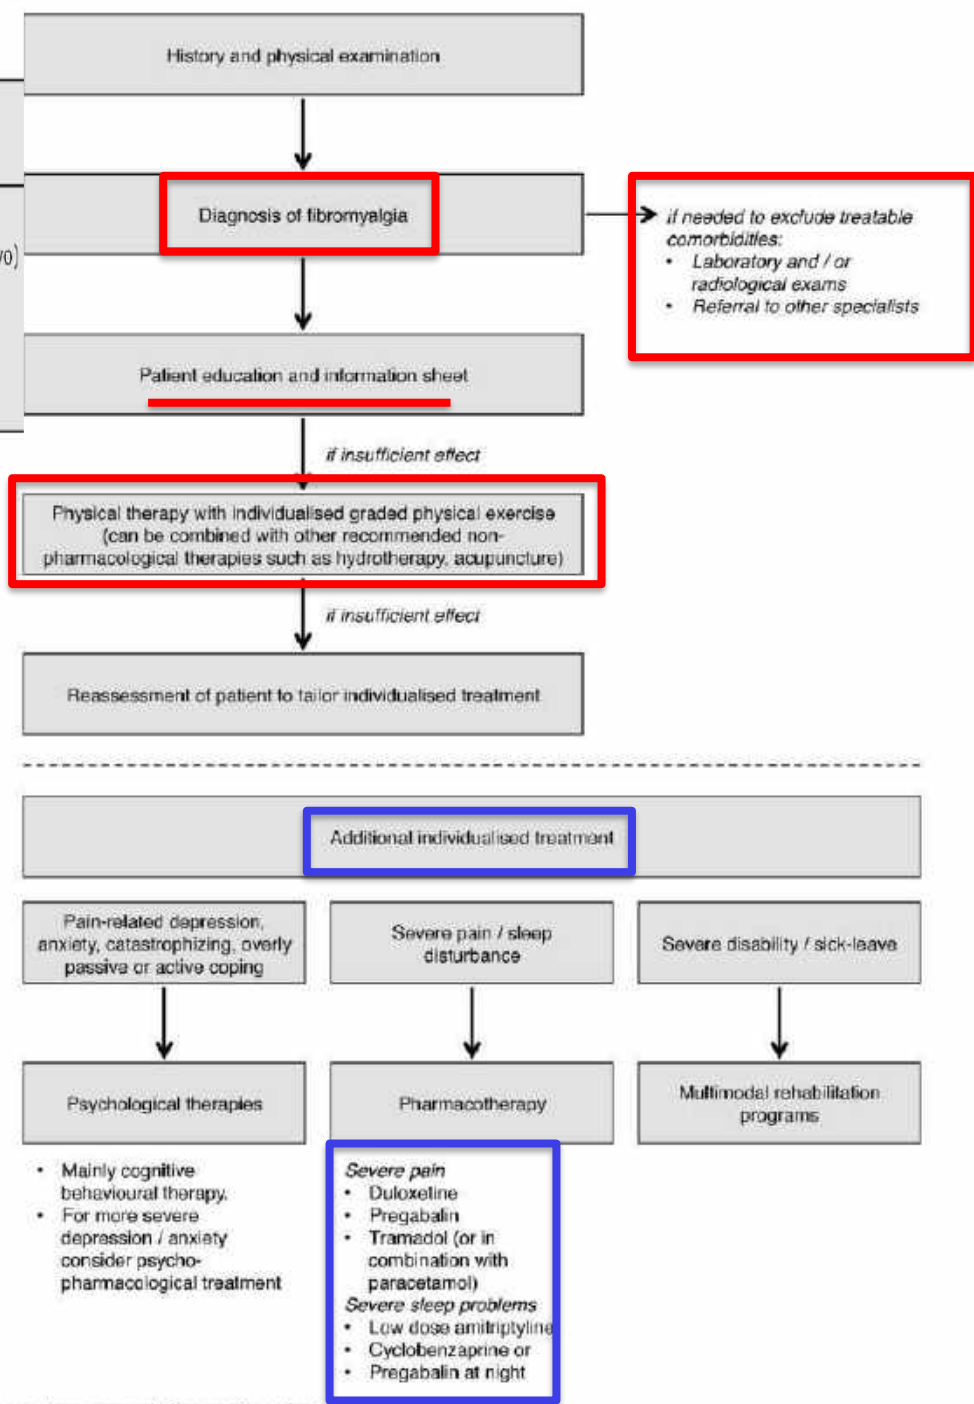 History and physical examination
Diagnosis of fibromyalgia
if needed to exclude treatable
comorbidities:
• Laboratory and / or
radiological exams
• Referral to other specialists
/0)
Patient education and information sheet
if insufficient effect
Physical therapy with individualised graded physical exercise
(can be combined with other recommended non-
pharmacological therapies such as hydrotherapy, acupuncture)
if insufficient effect
Reassessment of patient to tailor individualised treatment
Additional individualised treatment
Pain-related depression,
anxiety, catastrophizing, overly
passive or active coping
Severe pain / sleep
disturbance
Severe disability / sick-leave
Psychological therapies
Pharmacotherapy
Multimodal rehabilitation
programs
• Mainly cognitive
behavioural therapy.
• For more severe
depression / anxiety
consider psycho-
pharmacological treatment
Severe pain
• Duloxetine
• Pregabalin
• Tramadol (or in
combination with
paracetamol)
Severe sleep problems
• Low dose amitriptyline
• Cyclobenzaprine or
• Pregabalin at night